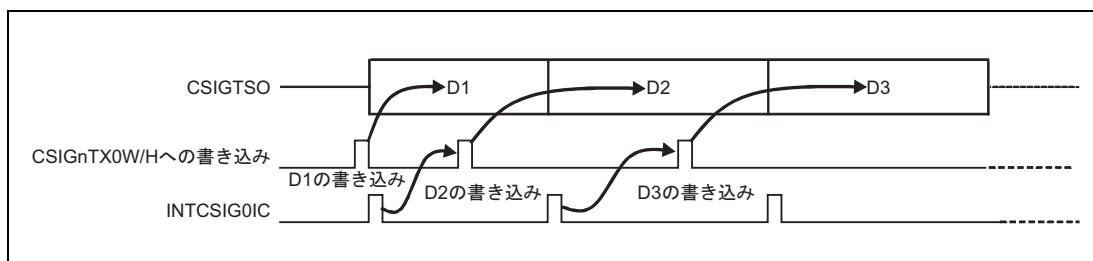 CSIGTSO
D1
D2
D3
CSIGnTX0W/Hへの書き込み
D1の書き込み
D2の書き込み
D3の書き込み
INTCSIG0IC